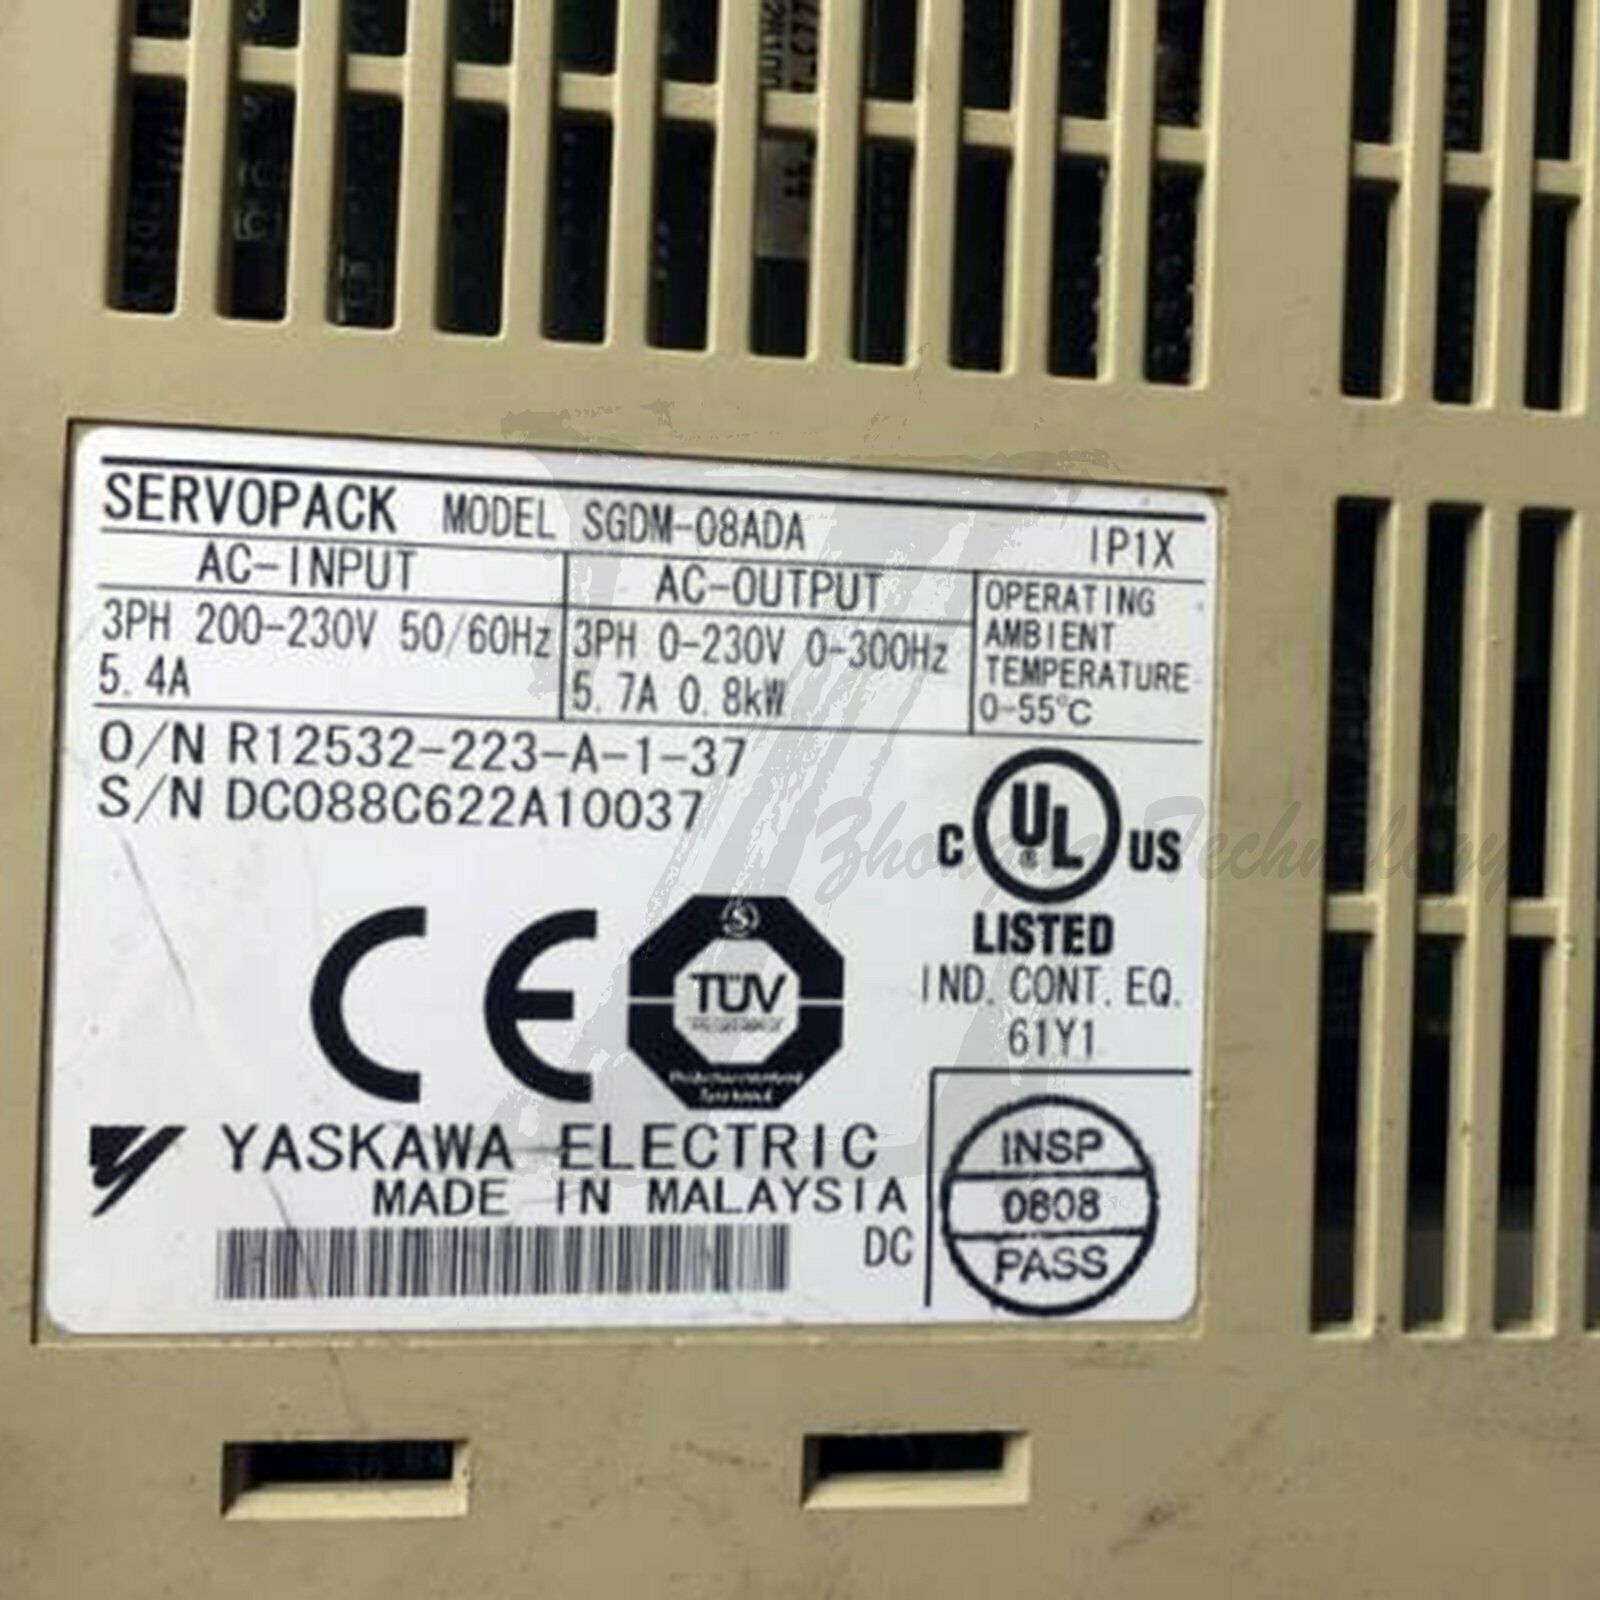 SERVOPACK MODEL SGDM-08ADA IP1X
AC-INPUT
3PH 200-230V 50/60Hz
5.4A
AC-OUTPUT
3PH 0-230V 0-300Hz
5.7A 0.8kW
OPERATING
AMBIENT
TEMPERATURE
0-55°C
O/N R12532-223-A-1-37
S/N DC088C622A10037
C UL US
LISTED
IND. CONT. EQ.
61Y1
CE
TÜV
YASKAWA ELECTRIC
MADE IN MALAYSIA
DC
INSP
0808
PASS
Technology